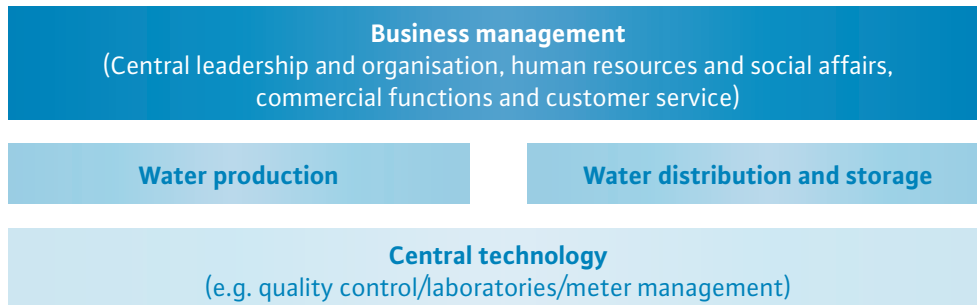 Business management
(Central leadership and organisation, human resources and social affairs,
commercial functions and customer service)
Water production
Water distribution and storage
Central technology
(e.g. quality control/laboratories/meter management)